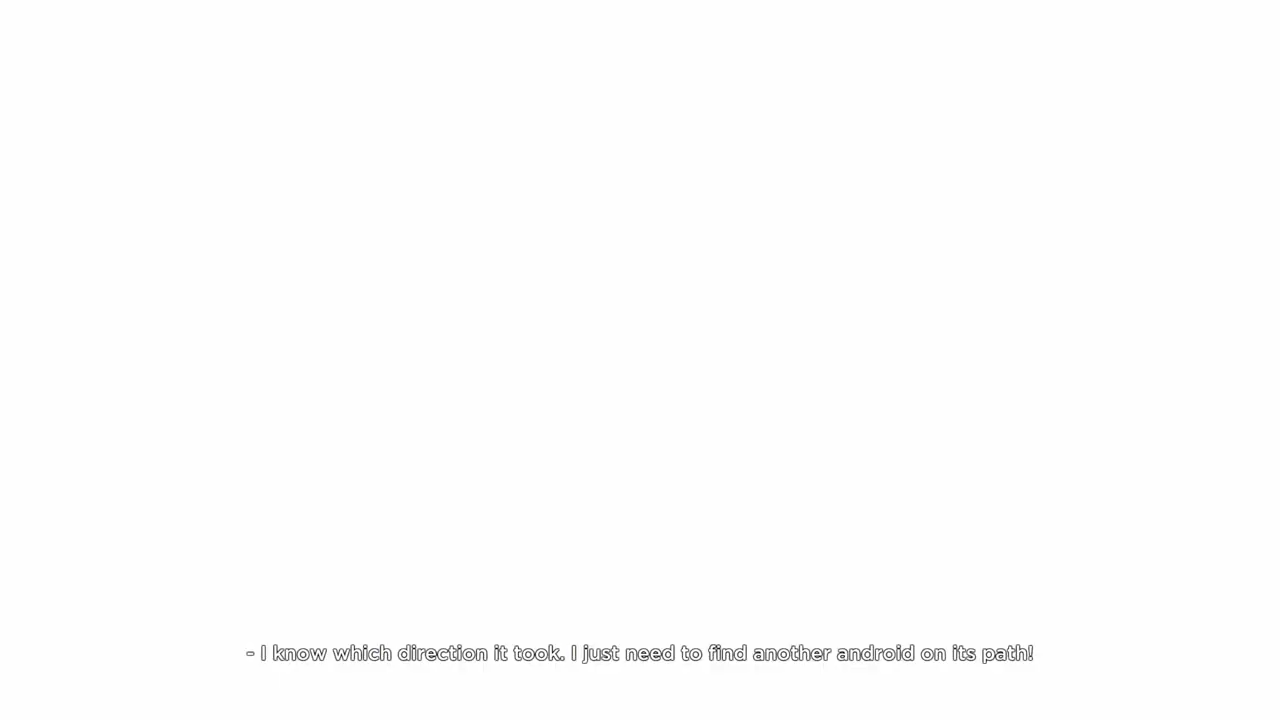 - I know which direction it took. I just need to find another android on its path!